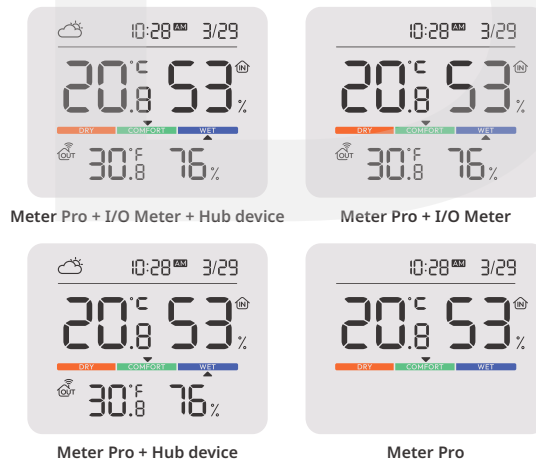 10:28 AM 3/29
20.8 °C 53 % IN
DRY COMFORT WET
OUT 30.8 °F 76 %
Meter Pro + I/O Meter + Hub device
10:28 AM 3/29
20.8 °C 53 % IN
DRY COMFORT WET
OUT 30.8 °F 76 %
Meter Pro + I/O Meter
10:28 AM 3/29
20.8 °C 53 % IN
DRY COMFORT WET
OUT 30.8 °F 76 %
Meter Pro + Hub device
10:28 AM 3/29
20.8 °C 53 % IN
DRY COMFORT WET
Meter Pro